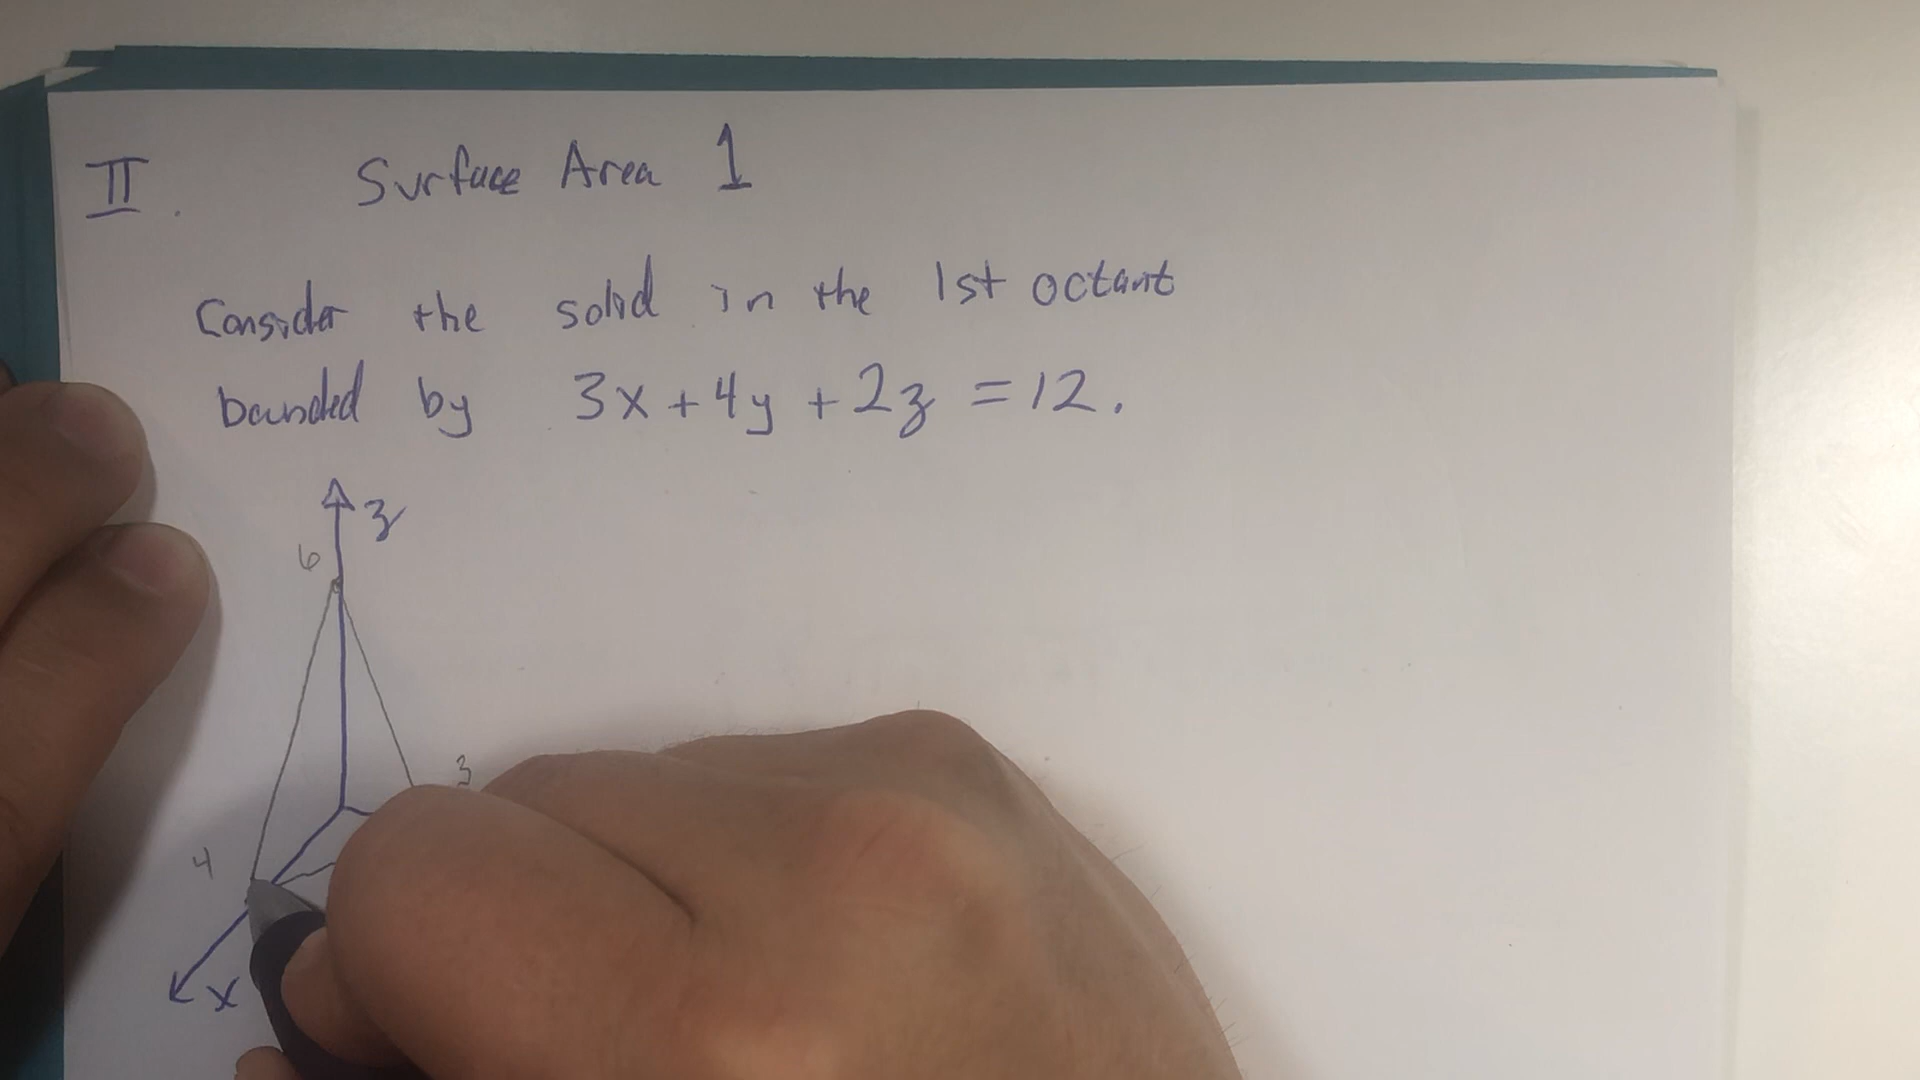 II. Surface Area 1
Consider the solid in the 1st octant
bounded by 3x + 4y + 2z = 12.
z
6
3
4
x